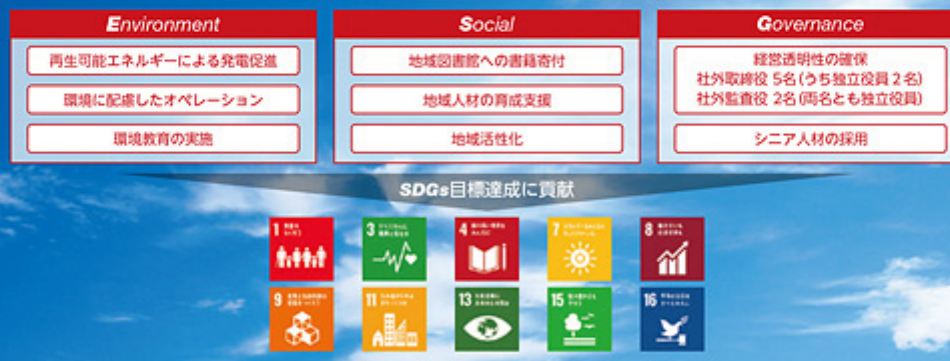 Environment
再生可能エネルギーによる発電促進
環境に配慮したオペレーション
環境教育の実施
Social
地域図書館への書籍寄付
地域人材の育成支援
地域活性化
Governance
経営透明性の確保
社外取締役 5名(うち独立役員2名)
社外監査役 2名(両名とも独立役員)
シニア人材の採用
SDGs目標達成に貢献
1
3
4
7
8
9
11
13
15
16